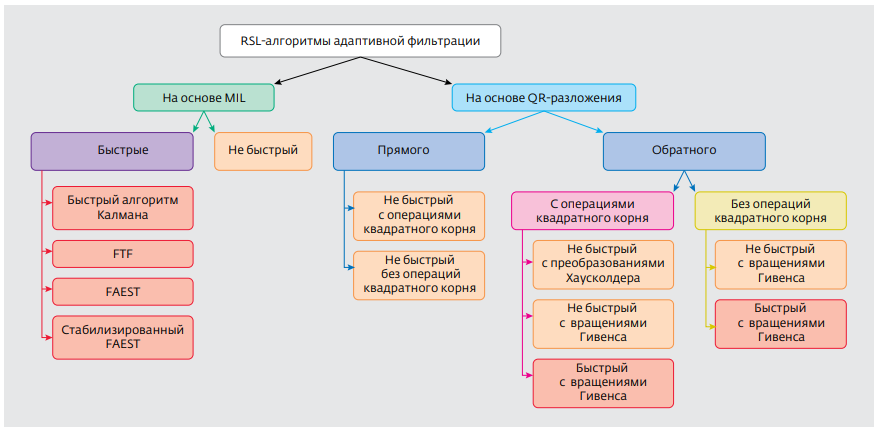 RSL-алгоритмы адаптивной фильтрации
На основе MIL
На основе QR-разложения
Быстрые
Не быстрый
Прямого
Обратного
Быстрый алгоритм
Калмана
FTF
FAEST
Стабилизированный
FAEST
Не быстрый
с операциями
квадратного корня
Не быстрый
без операций
квадратного корня
С операциями
квадратного корня
Не быстрый
с преобразованиями
Хаусхолдера
Не быстрый
с вращениями
Гивенса
Быстрый
с вращениями
Гивенса
Без операций
квадратного корня
Не быстрый
с вращениями
Гивенса
Быстрый
с вращениями
Гивенса